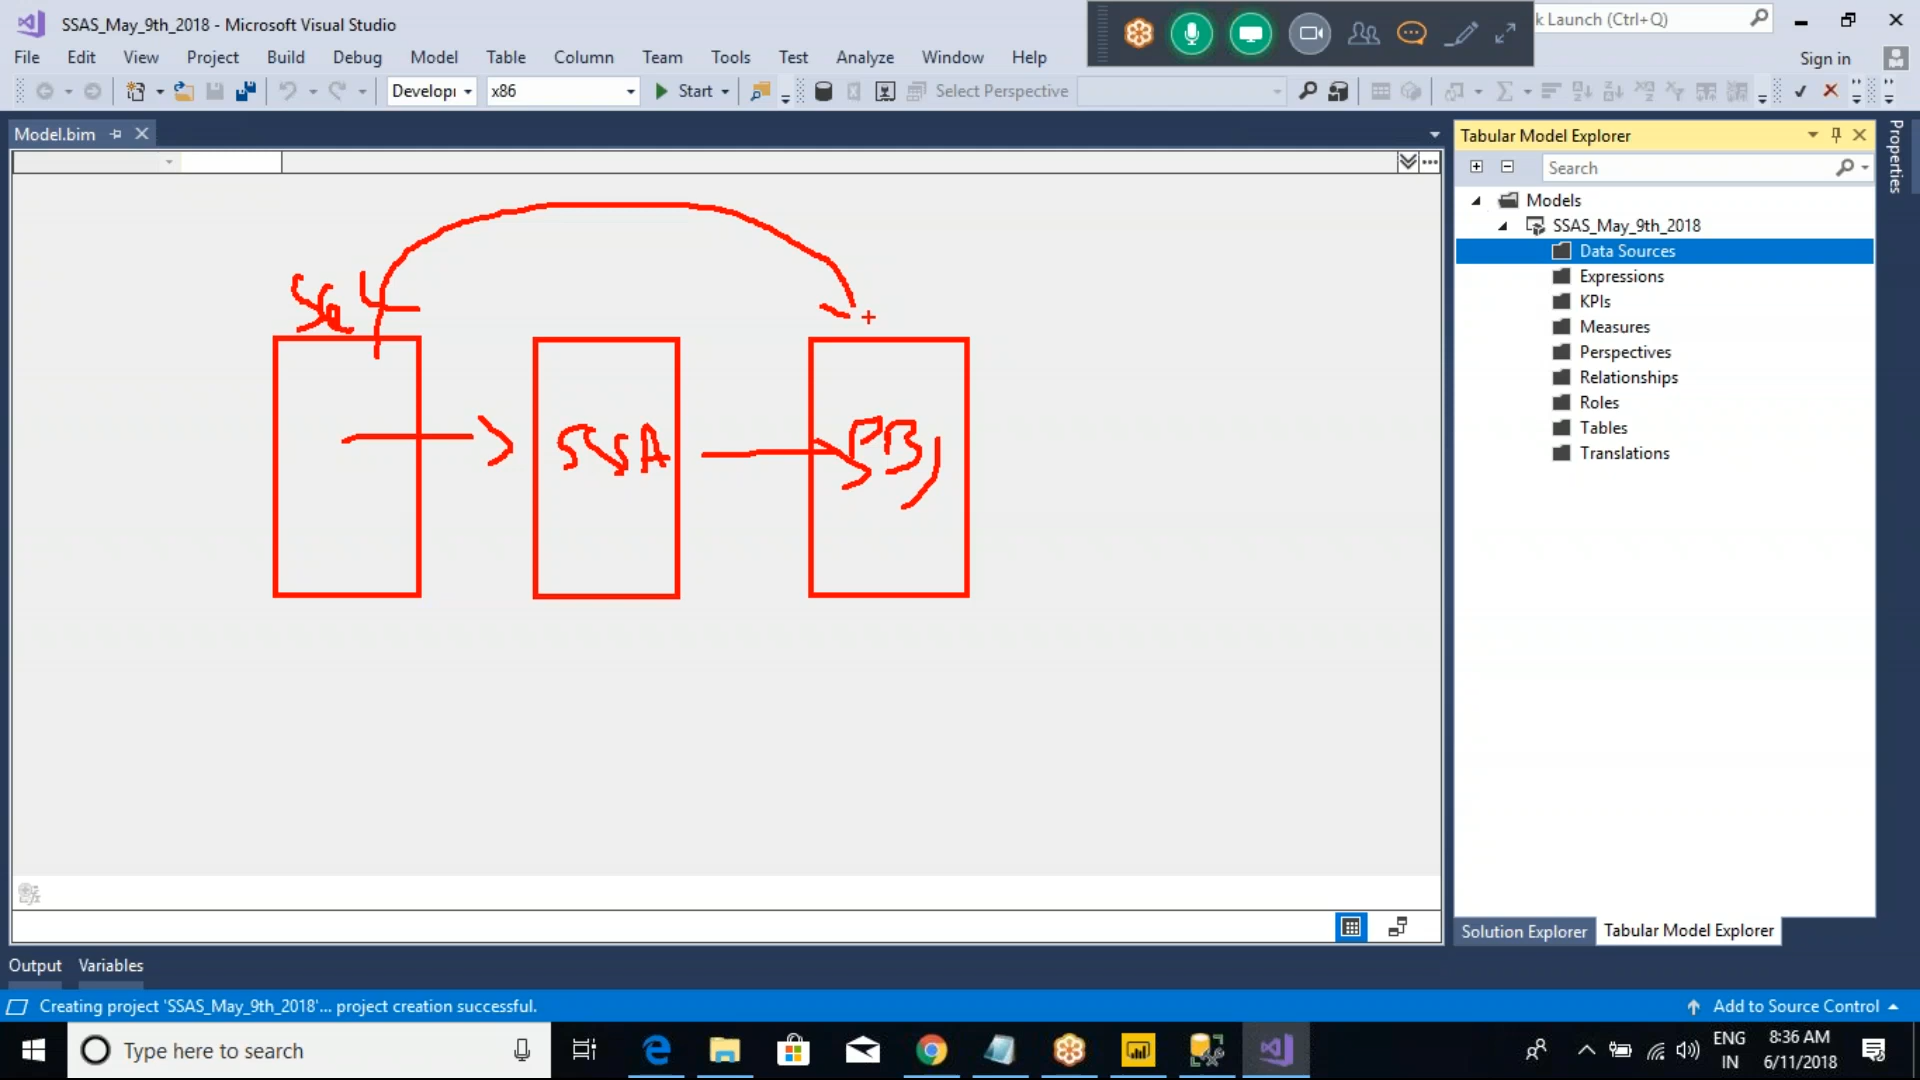 SSAS_May_9th_2018 - Microsoft Visual Studio
k Launch (Ctrl+Q)
File Edit View Project Build Debug Model Table Column Team Tools Test Analyze Window Help
Sign in
Developı x86 Start Select Perspective
Model.bim
Tabular Model Explorer
Properties
Search
Models
SSAS_May_9th_2018
Data Sources
Expressions
KPIs
Measures
Perspectives
Relationships
Roles
Tables
Translations
SSA
PBI
Solution Explorer Tabular Model Explorer
Output Variables
Creating project 'SSAS_May_9th_2018'... project creation successful.
Add to Source Control
Type here to search
ENG
IN
8:36 AM
6/11/2018